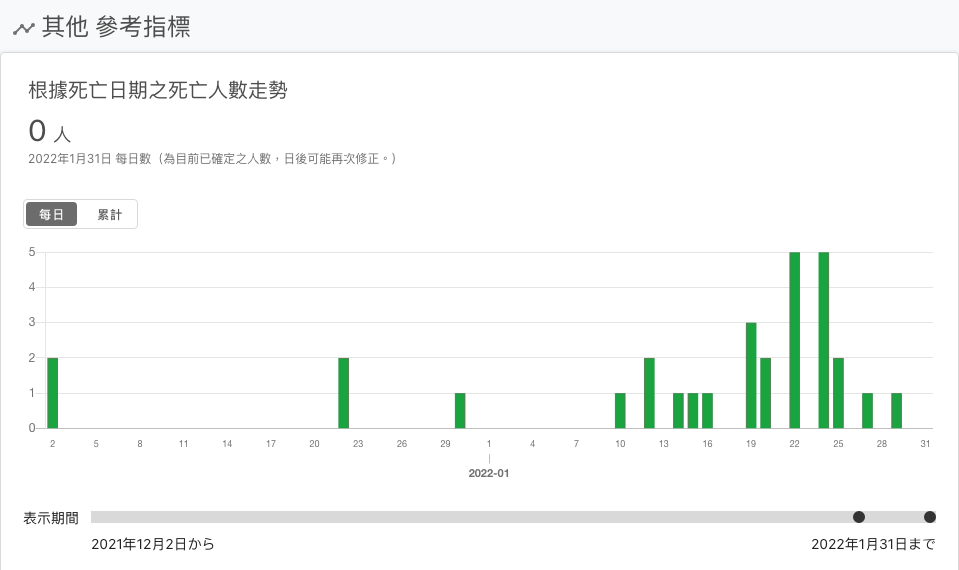 其他 參考指標
根據死亡日期之死亡人數走勢
0 人
2022年1月31日 每日數（為目前已確定之人數，日後可能再次修正。）
每日 累計
5
4
3
2
1
0
2 5 8 11 14 17 20 23 26 29 1 4 7 10 13 16 19 22 25 28 31
2022-01
表示期間
2021年12月2日から 2022年1月31日まで